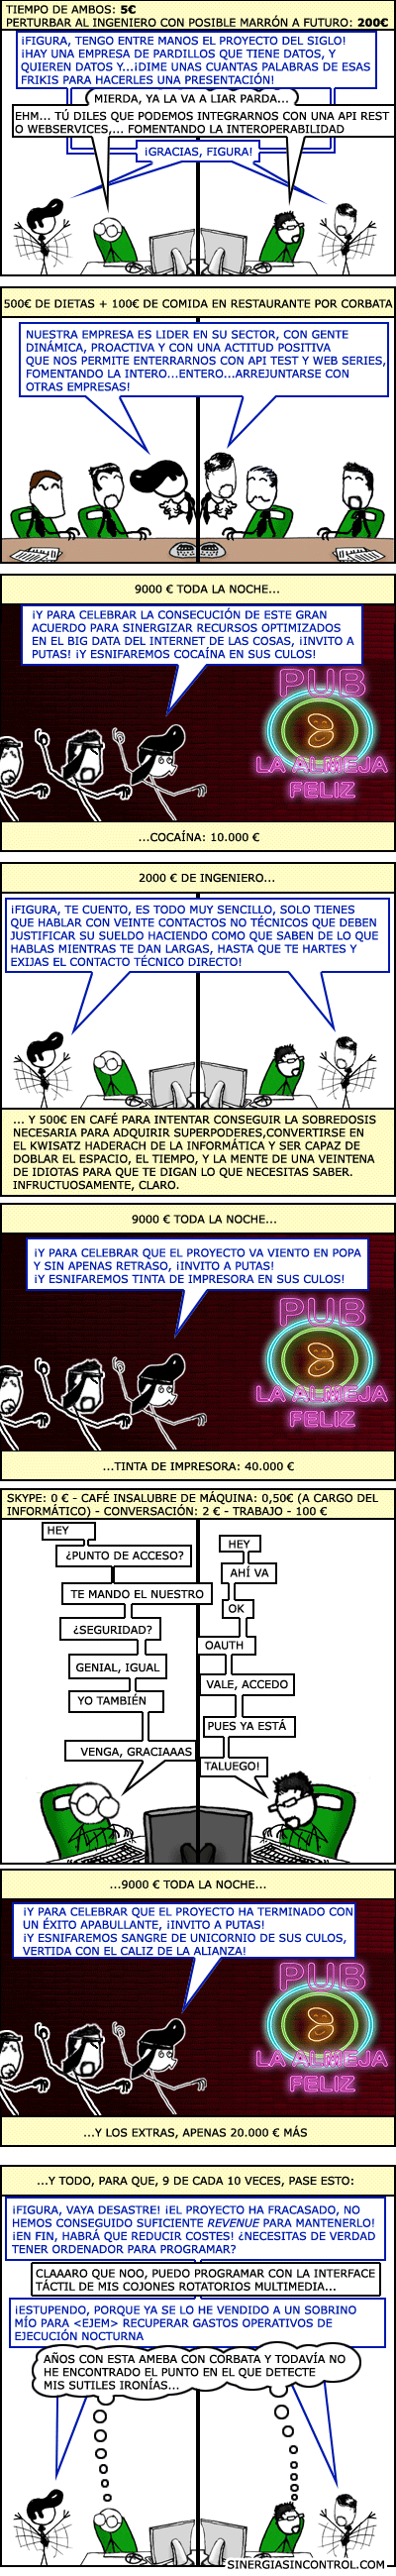 TIEMPO DE AMBOS: 5€
PERTURBAR AL INGENIERO CON POSIBLE MARRÓN A FUTURO: 200€
¡FIGURA, TENGO ENTRE MANOS EL PROYECTO DEL SIGLO!
¡HAY UNA EMPRESA DE PARDILLOS QUE TIENE DATOS, Y
QUIEREN DATOS Y...¡DIME UNAS CUANTAS PALABRAS DE ESAS
FRIKIS PARA HACERLES UNA PRESENTACIÓN!
MIERDA, YA LA VA A LIAR PARDA...
EHM... TÚ DILES QUE PODEMOS INTEGRARNOS CON UNA API REST
O WEBSERVICES,... FOMENTANDO LA INTEROPERABILIDAD
¡GRACIAS, FIGURA!
500€ DE DIETAS + 100€ DE COMIDA EN RESTAURANTE POR CORBATA
NUESTRA EMPRESA ES LIDER EN SU SECTOR, CON GENTE
DINÁMICA, PROACTIVA Y CON UNA ACTITUD POSITIVA
QUE NOS PERMITE ENTERRARNOS CON API TEST Y WEB SERIES,
FOMENTANDO LA INTERO...ENTERO...ARREJUNTARSE CON
OTRAS EMPRESAS!
9000 € TODA LA NOCHE...
¡Y PARA CELEBRAR LA CONSECUCIÓN DE ESTE GRAN
ACUERDO PARA SINERGIZAR RECURSOS OPTIMIZADOS
EN EL BIG DATA DEL INTERNET DE LAS COSAS, ¡INVITO A
PUTAS! ¡Y ESNIFAREMOS COCAÍNA EN SUS CULOS!
PUB
LA ALMEJA
FELIZ
...COCAÍNA: 10.000 €
2000 € DE INGENIERO...
¡FIGURA, TE CUENTO, ES TODO MUY SENCILLO, SOLO TIENES
QUE HABLAR CON VEINTE CONTACTOS NO TÉCNICOS QUE DEBEN
JUSTIFICAR SU SUELDO HACIENDO COMO QUE SABEN DE LO QUE
HABLAS MIENTRAS TE DAN LARGAS, HASTA QUE TE HARTES Y
EXIJAS EL CONTACTO TÉCNICO DIRECTO!
... Y 500€ EN CAFÉ PARA INTENTAR CONSEGUIR LA SOBREDOSIS
NECESARIA PARA ADQUIRIR SUPERPODERES,CONVERTIRSE EN
EL KWISATZ HADERACH DE LA INFORMÁTICA Y SER CAPAZ DE
DOBLAR EL ESPACIO, EL TIEMPO, Y LA MENTE DE UNA VEINTENA
DE IDIOTAS PARA QUE TE DIGAN LO QUE NECESITAS SABER.
INFRUCTUOSAMENTE, CLARO.
9000 € TODA LA NOCHE...
¡Y PARA CELEBRAR QUE EL PROYECTO VA VIENTO EN POPA
Y SIN APENAS RETRASO, ¡INVITO A PUTAS!
¡Y ESNIFAREMOS TINTA DE IMPRESORA EN SUS CULOS!
PUB
LA ALMEJA
FELIZ
...TINTA DE IMPRESORA: 40.000 €
SKYPE: 0 € - CAFÉ INSALUBRE DE MÁQUINA: 0,50€ (A CARGO DEL
INFORMÁTICO) - CONVERSACIÓN: 2 € - TRABAJO - 100 €
HEY
HEY
¿PUNTO DE ACCESO?
AHÍ VA
TE MANDO EL NUESTRO
OK
¿SEGURIDAD?
OAUTH
GENIAL, IGUAL
VALE, ACCEDO
YO TAMBIÉN
PUES YA ESTÁ
VENGA, GRACIAAAS
TALUEGO!
...9000 € TODA LA NOCHE...
¡Y PARA CELEBRAR QUE EL PROYECTO HA TERMINADO CON
UN ÉXITO APABULLANTE, ¡INVITO A PUTAS!
¡Y ESNIFAREMOS SANGRE DE UNICORNIO DE SUS CULOS,
VERTIDA CON EL CALIZ DE LA ALIANZA!
PUB
LA ALMEJA
FELIZ
...Y LOS EXTRAS, APENAS 20.000 € MÁS
...Y TODO, PARA QUE, 9 DE CADA 10 VECES, PASE ESTO:
¡FIGURA, VAYA DESASTRE! ¡EL PROYECTO HA FRACASADO, NO
HEMOS CONSEGUIDO SUFICIENTE REVENUE PARA MANTENERLO!
¡EN FIN, HABRÁ QUE REDUCIR COSTES! ¿NECESITAS DE VERDAD
TENER ORDENADOR PARA PROGRAMAR?
CLAAARO QUE NOO, PUEDO PROGRAMAR CON LA INTERFACE
TÁCTIL DE MIS COJONES ROTATORIOS MULTIMEDIA...
¡ESTUPENDO, PORQUE YA SE LO HE VENDIDO A UN SOBRINO
MÍO PARA <EJEM> RECUPERAR GASTOS OPERATIVOS DE
EJECUCIÓN NOCTURNA
AÑOS CON ESTA AMEBA CON CORBATA Y TODAVÍA NO
HE ENCONTRADO EL PUNTO EN EL QUE DETECTE
MIS SUTILES IRONÍAS...
SINERGIASINCONTROL.COM